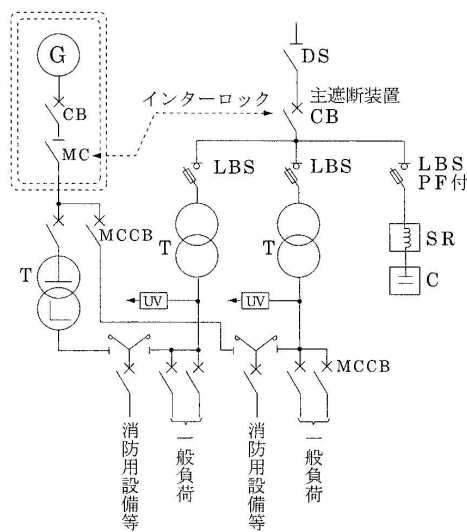 DS
G
CB
インターロック
主遮断装置
CB
MC
LBS
LBS
LBS
PF付
MCCB
T
T
T
SR
C
UV
UV
MCCB
消防用設備等
一般負荷
消防用設備等
一般負荷